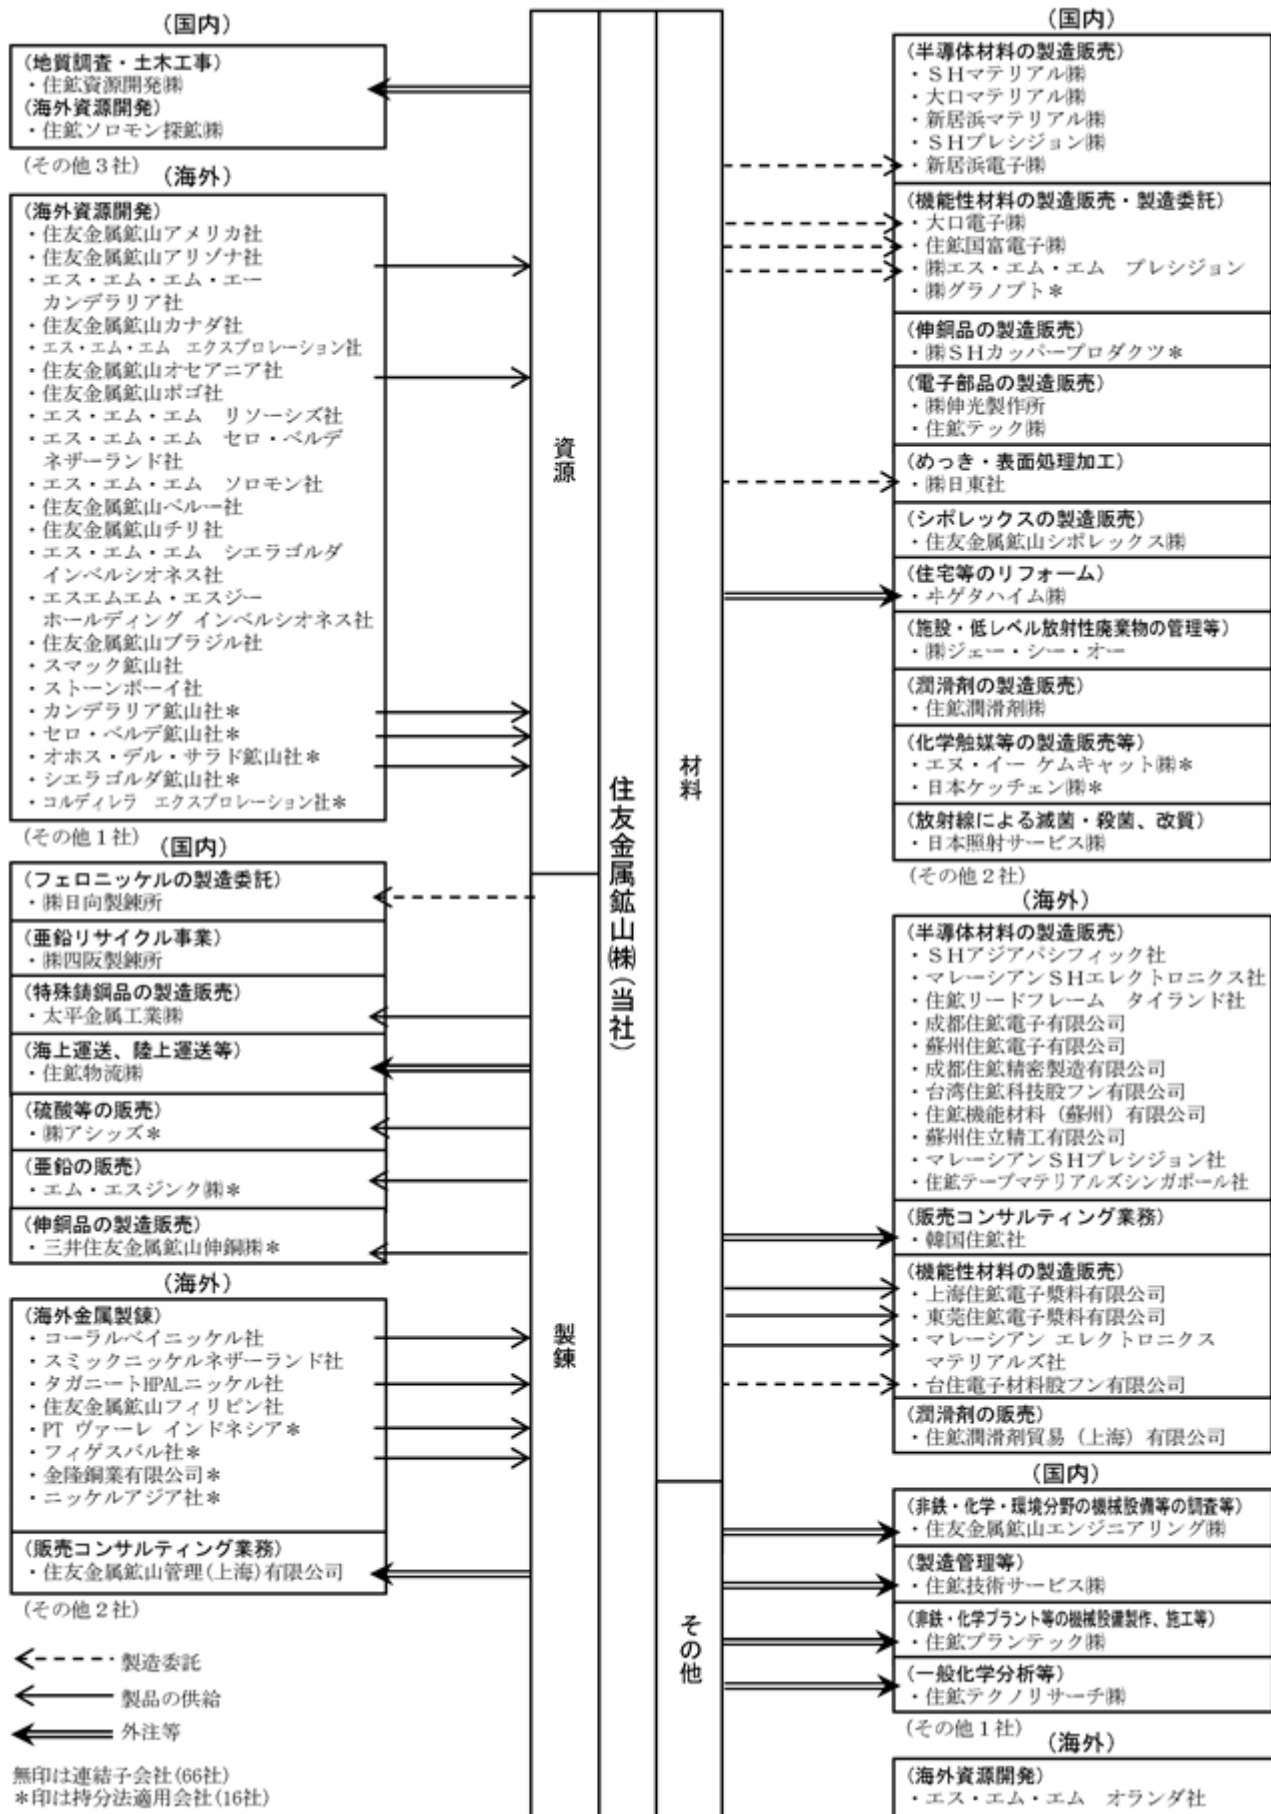 (国内)
(地質調査・土木工事)
・住鉱資源開発㈱
(海外資源開発)
・住鉱ソロモン探鉱㈱
(その他3社)
(海外)
(海外資源開発)
・住友金属鉱山アメリカ社
・住友金属鉱山アリゾナ社
・エス・エム・エム・エー
カンデラリア社
・住友金属鉱山カナダ社
・エス・エム・エム エクスプロレーション社
・住友金属鉱山オセアニア社
・住友金属鉱山ポゴ社
・エス・エム・エム リソーシズ社
・エス・エム・エム セロ・ベルデ
ネザーランド社
・エス・エム・エム ソロモン社
・住友金属鉱山ペルー社
・住友金属鉱山チリ社
・エス・エム・エム シエラゴルダ
インベルシオネス社
・エスエムエム・エスジー
ホールディング インベルシオネス社
・住友金属鉱山ブラジル社
・スマック鉱山社
・ストーンボーイ社
・カンデラリア鉱山社*
・セロ・ベルデ鉱山社*
・オホス・デル・サラド鉱山社*
・シエラゴルダ鉱山社*
・コルディレラ エクスプロレーション社*
(その他1社)
(国内)
(フェロニッケルの製造委託)
・㈱日向製錬所
(亜鉛リサイクル事業)
・㈱四阪製錬所
(特殊鋳鋼品の製造販売)
・太平金属工業㈱
(海上運送、陸上運送等)
・住鉱物流㈱
(硫酸等の販売)
・㈱アシッズ*
(亜鉛の販売)
・エム・エスジンク㈱*
(伸銅品の製造販売)
・三井住友金属鉱山伸銅㈱*
(海外)
(海外金属製錬)
・コーラルベイニッケル社
・スミックニッケルネザーランド社
・タガニートHPALニッケル社
・住友金属鉱山フィリピン社
・PT ヴァーレ インドネシア*
・フィゲスバル社*
・金隆銅業有限公司*
・ニッケルアジア社*
(販売コンサルティング業務)
・住友金属鉱山管理(上海)有限公司
(その他2社)
製造委託
製品の供給
外注等
無印は連結子会社(66社)
*印は持分法適用会社(16社)
資源
製錬
住友金属鉱山㈱(当社)
材料
その他
(国内)
(半導体材料の製造販売)
・SHマテリアル㈱
・大口マテリアル㈱
・新居浜マテリアル㈱
・SHプレシジョン㈱
・新居浜電子㈱
(機能性材料の製造販売・製造委託)
・大口電子㈱
・住鉱国富電子㈱
・㈱エス・エム・エム プレシジョン
・㈱グラノプト*
(伸銅品の製造販売)
・㈱SHカッパープロダクツ*
(電子部品の製造販売)
・㈱伸光製作所
・住鉱テック㈱
(めっき・表面処理加工)
・㈱日東社
(シポレックスの製造販売)
・住友金属鉱山シポレックス㈱
(住宅等のリフォーム)
・ヰゲタハイム㈱
(施設・低レベル放射性廃棄物の管理等)
・㈱ジェー・シー・オー
(潤滑剤の製造販売)
・住鉱潤滑剤㈱
(化学触媒等の製造販売等)
・エヌ・イー ケムキャット㈱*
・日本ケッチェン㈱*
(放射線による滅菌・殺菌、改質)
・日本照射サービス㈱
(その他2社)
(海外)
(半導体材料の製造販売)
・SHアジアパシフィック社
・マレーシアンSHエレクトロニクス社
・住鉱リードフレーム タイランド社
・成都住鉱電子有限公司
・蘇州住鉱電子有限公司
・成都住鉱精密製造有限公司
・台湾住鉱科技股フン有限公司
・住鉱機能材料(蘇州)有限公司
・蘇州住立精工有限公司
・マレーシアンSHプレシジョン社
・住鉱テープマテリアルズシンガポール社
(販売コンサルティング業務)
・韓国住鉱社
(機能性材料の製造販売)
・上海住鉱電子漿料有限公司
・東莞住鉱電子漿料有限公司
・マレーシアン エレクトロニクス
マテリアルズ社
・台住電子材料股フン有限公司
(潤滑剤の販売)
・住鉱潤滑剤貿易(上海)有限公司
(国内)
(非鉄・化学・環境分野の機械設備等の調査等)
・住友金属鉱山エンジニアリング㈱
(製造管理等)
・住鉱技術サービス㈱
(非鉄・化学プラント等の機械設備製作、施工等)
・住鉱プランテック㈱
(一般化学分析等)
・住鉱テクノリサーチ㈱
(その他1社)
(海外)
(海外資源開発)
・エス・エム・エム オランダ社